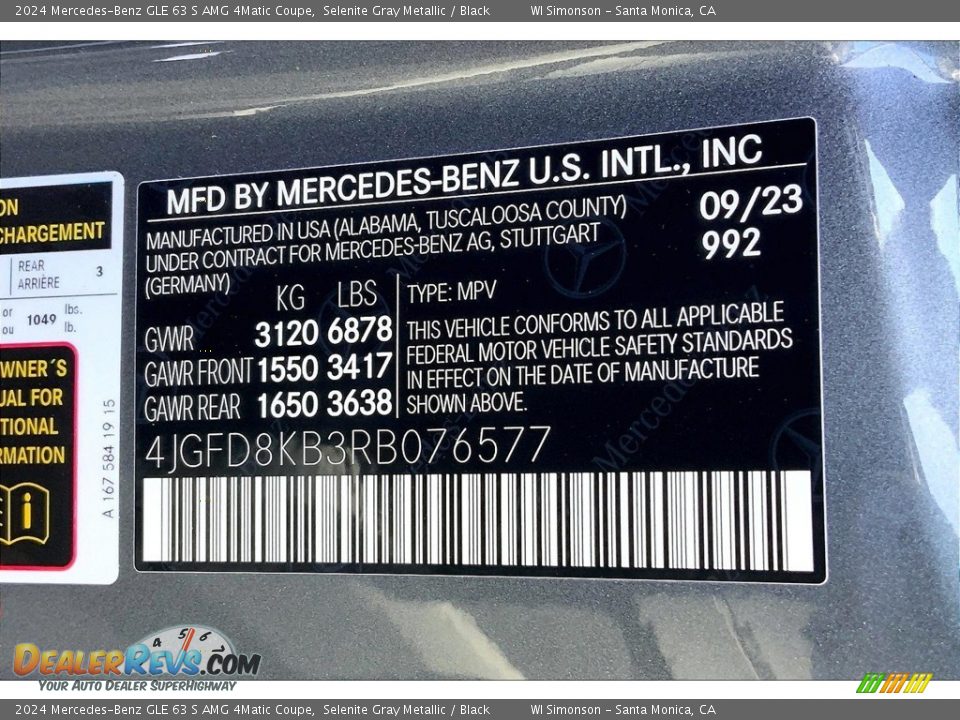 2024 Mercedes-Benz GLE 63 S AMG 4Matic Coupe, Selenite Gray Metallic / Black WI Simonson - Santa Monica, CA
ON
CHARGEMENT
REAR 3
ARRIÈRE
or 1049 lbs.
ou lb.
WNER´S
UAL FOR
TIONAL
RMATION
A 167 584 19 15
MFD BY MERCEDES-BENZ U.S. INTL., INC
MANUFACTURED IN USA (ALABAMA, TUSCALOOSA COUNTY) 09/23
UNDER CONTRACT FOR MERCEDES-BENZ AG, STUTTGART 992
(GERMANY)
KG LBS TYPE: MPV
GVWR 3120 6878
GAWR FRONT 1550 3417
GAWR REAR 1650 3638
THIS VEHICLE CONFORMS TO ALL APPLICABLE
FEDERAL MOTOR VEHICLE SAFETY STANDARDS
IN EFFECT ON THE DATE OF MANUFACTURE
SHOWN ABOVE.
4JGFD8KB3RB076577
4 5 6
DEALERREVS.COM
YOUR AUTO DEALER SUPERHIGHWAY
2024 Mercedes-Benz GLE 63 S AMG 4Matic Coupe, Selenite Gray Metallic / Black WI Simonson - Santa Monica, CA